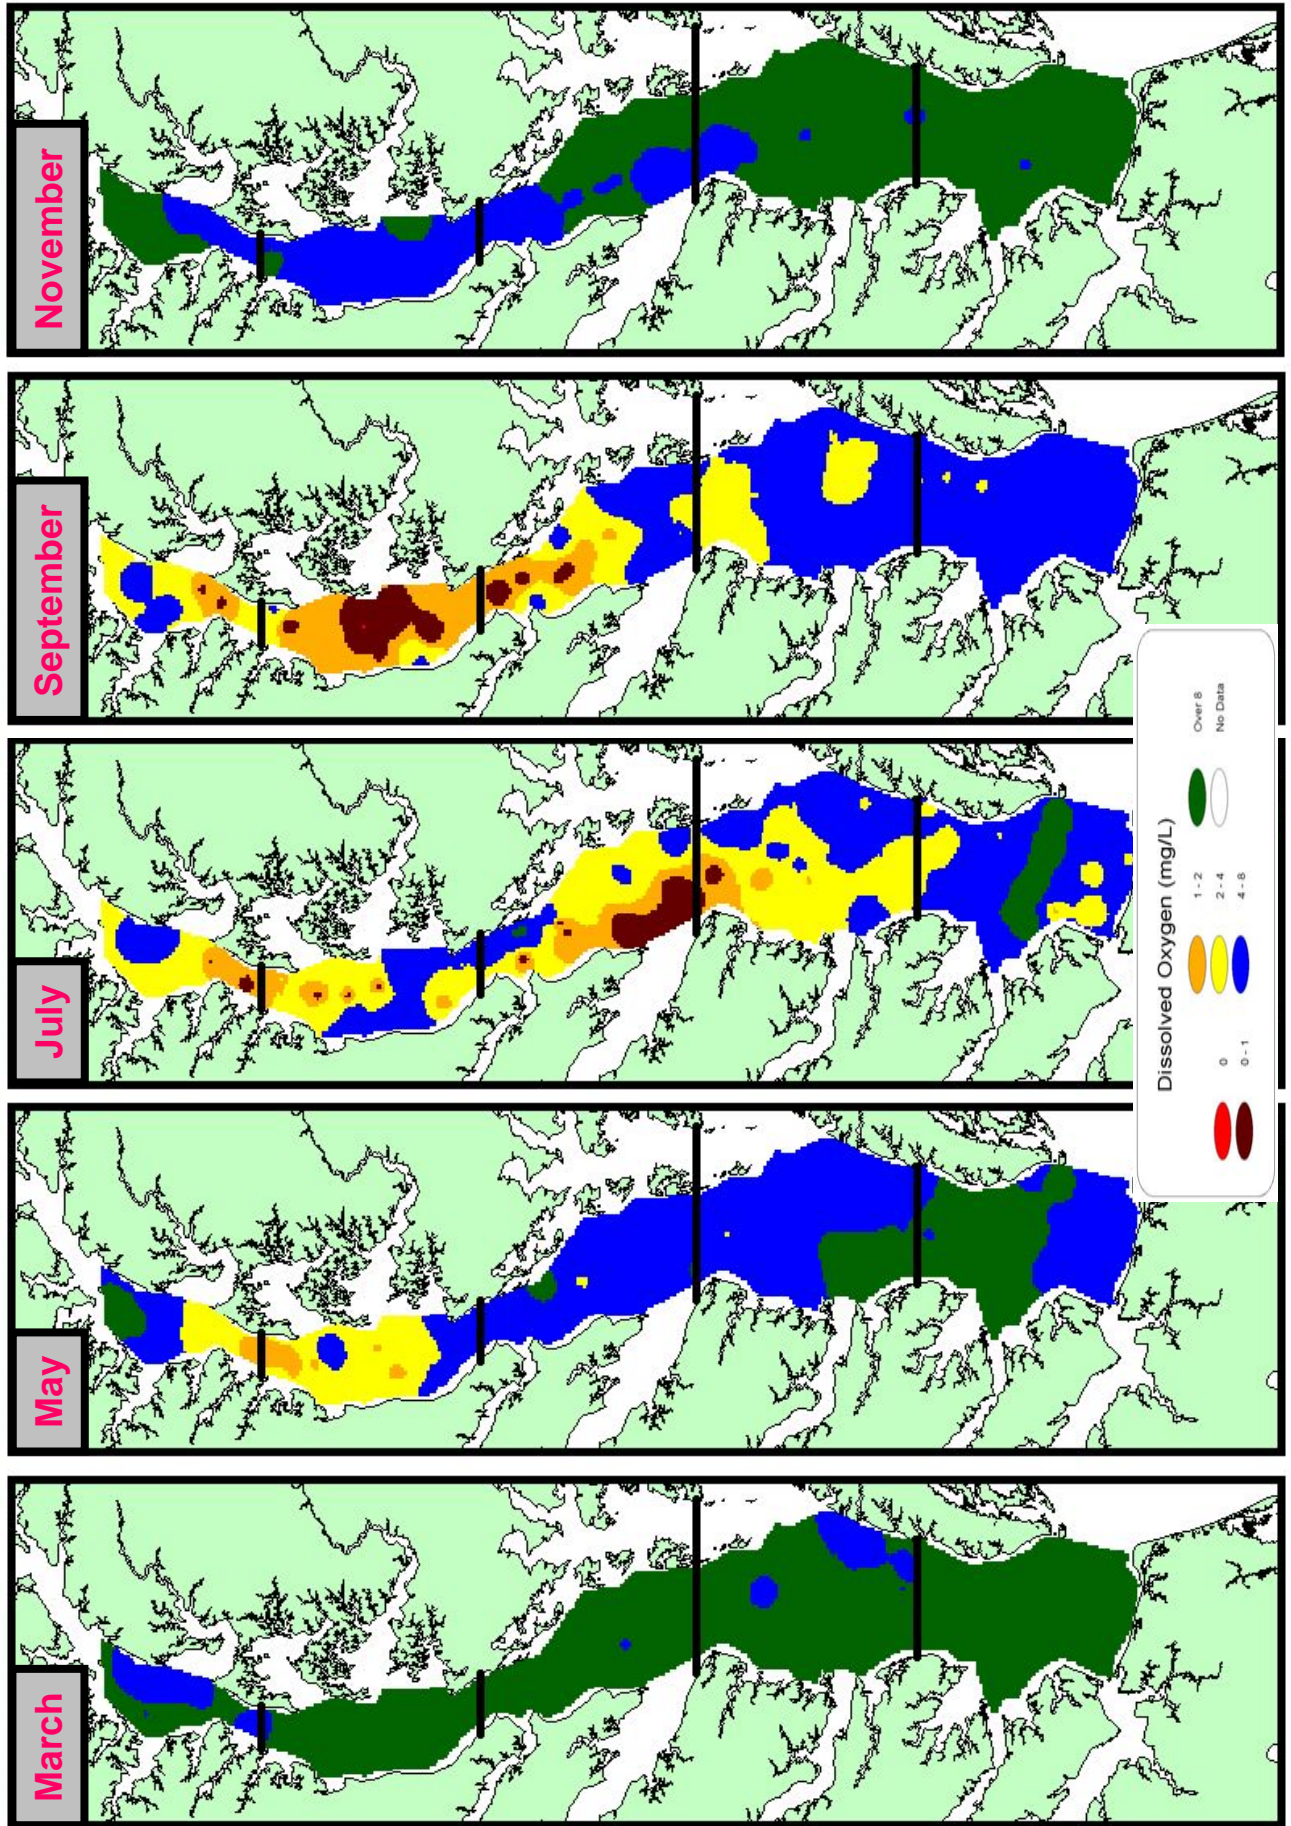 November
September
July
May
March
Dissolved Oxygen (mg/L)
0
0 - 1
1 - 2
2 - 4
4 - 8
Over 8
No Data